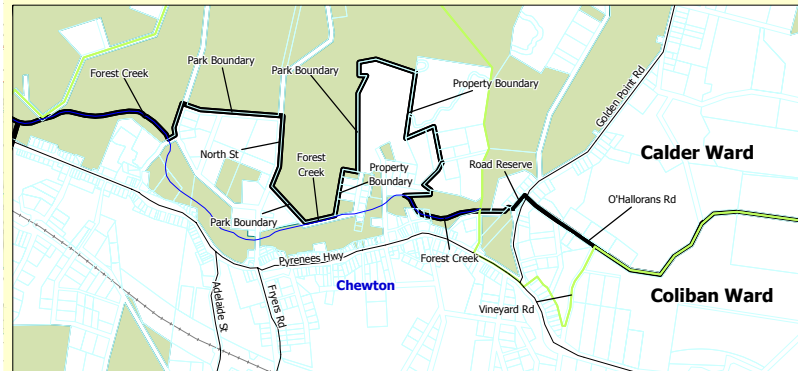 Park Boundary
Park Boundary
Forest Creek
Property Boundary
Golden Point Rd
North St
Forest
Creek
Property
Boundary
Road Reserve
Calder Ward
O'Hallorans Rd
Park Boundary
Pyrenees Hwy
Forest Creek
Adelaide St
Fryers Rd
Chewton
Vineyard Rd
Coliban Ward